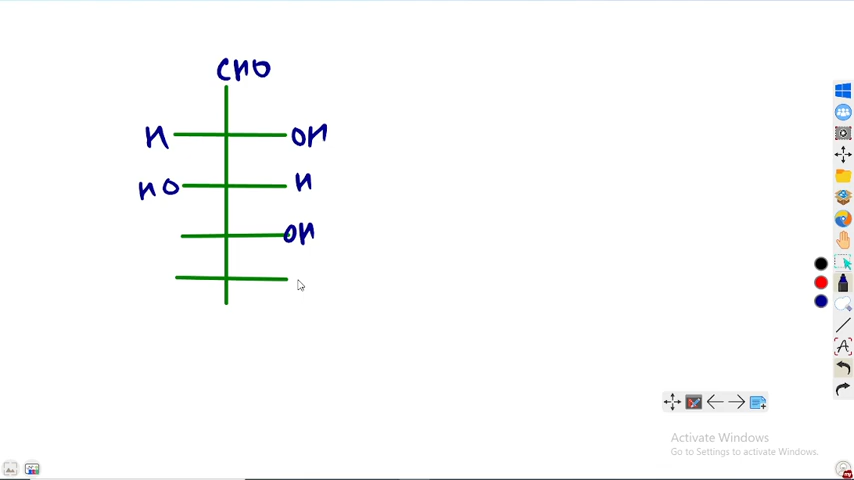 CHO
H OH
HO H
OH
Activate Windows
Go to Settings to activate Windows.